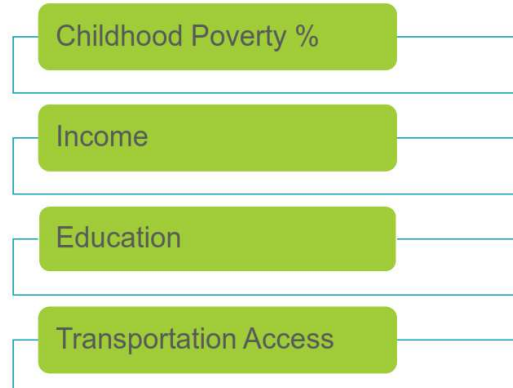 Childhood Poverty %
Income
Education
Transportation Access